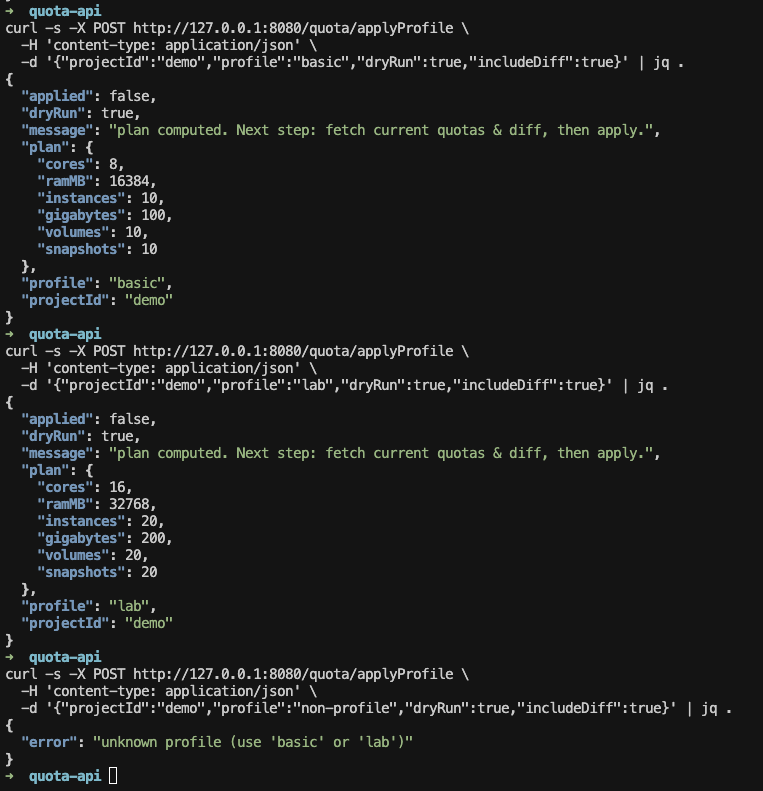 → quota-api
curl -s -X POST http://127.0.0.1:8080/quota/applyProfile \
  -H 'content-type: application/json' \
  -d '{"projectId":"demo","profile":"basic","dryRun":true,"includeDiff":true}' | jq .
{
  "applied": false,
  "dryRun": true,
  "message": "plan computed. Next step: fetch current quotas & diff, then apply.",
  "plan": {
    "cores": 8,
    "ramMB": 16384,
    "instances": 10,
    "gigabytes": 100,
    "volumes": 10,
    "snapshots": 10
  },
  "profile": "basic",
  "projectId": "demo"
}
→ quota-api
curl -s -X POST http://127.0.0.1:8080/quota/applyProfile \
  -H 'content-type: application/json' \
  -d '{"projectId":"demo","profile":"lab","dryRun":true,"includeDiff":true}' | jq .
{
  "applied": false,
  "dryRun": true,
  "message": "plan computed. Next step: fetch current quotas & diff, then apply.",
  "plan": {
    "cores": 16,
    "ramMB": 32768,
    "instances": 20,
    "gigabytes": 200,
    "volumes": 20,
    "snapshots": 20
  },
  "profile": "lab",
  "projectId": "demo"
}
→ quota-api
curl -s -X POST http://127.0.0.1:8080/quota/applyProfile \
  -H 'content-type: application/json' \
  -d '{"projectId":"demo","profile":"non-profile","dryRun":true,"includeDiff":true}' | jq .
{
  "error": "unknown profile (use 'basic' or 'lab')"
}
→ quota-api